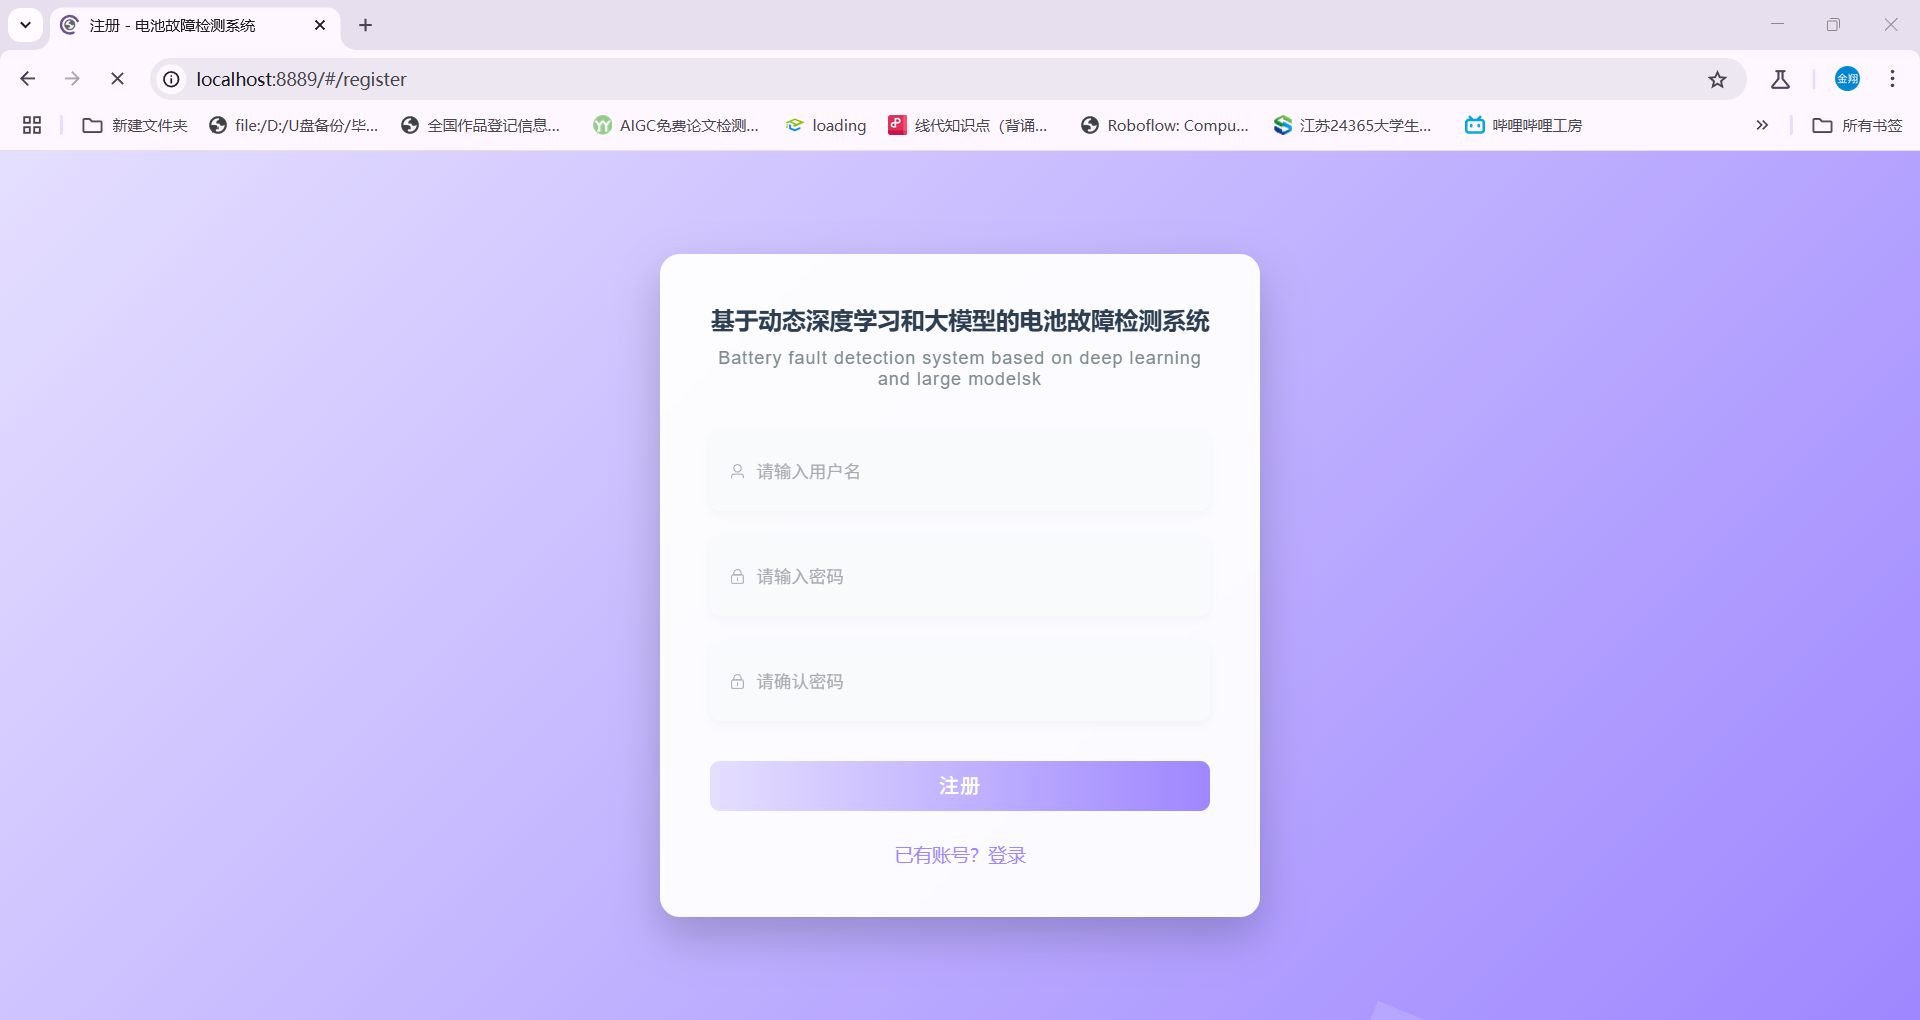 注册 - 电池故障检测系统
localhost:8889/#/register
金翔
新建文件夹
file:/D:/U盘备份/毕...
全国作品登记信息...
AIGC免费论文检测...
loading
线代知识点（背诵...
Roboflow: Compu...
江苏24365大学生...
哔哩哔哩工房
所有书签
基于动态深度学习和大模型的电池故障检测系统
Battery fault detection system based on deep learning
and large modelsk
请输入用户名
请输入密码
请确认密码
注册
已有账号？登录